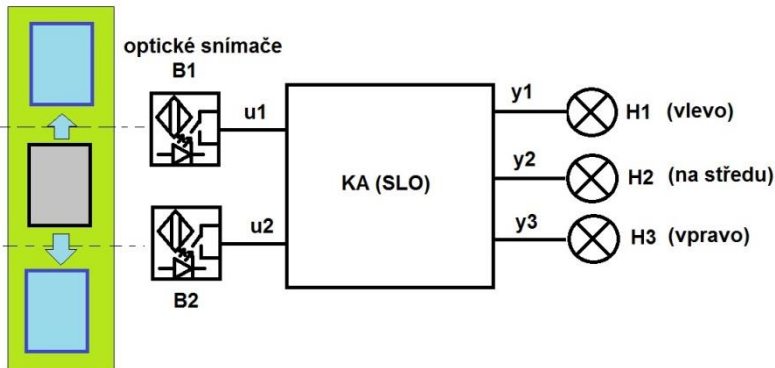 optické snímače
B1
u1
y1
H1 (vlevo)
KA (SLO)
y2
H2 (na středu)
u2
y3
H3 (vpravo)
B2